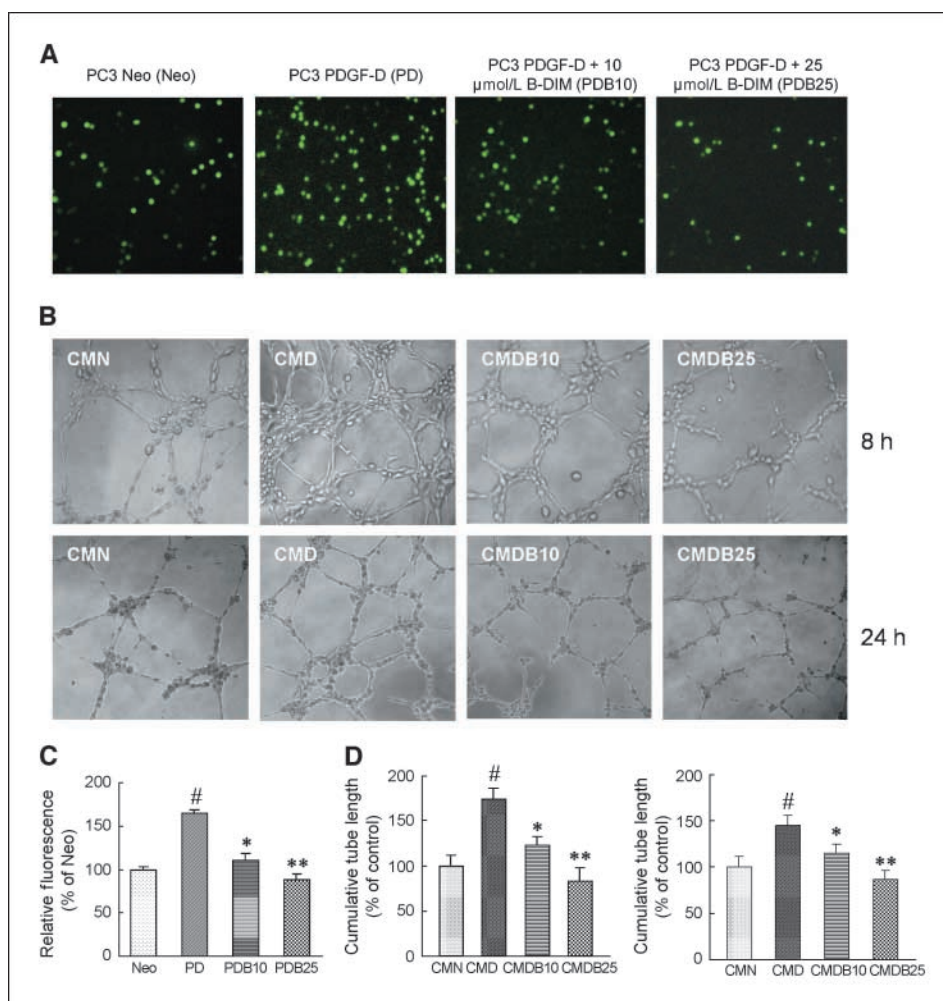 A
PC3 Neo (Neo)
PC3 PDGF-D (PD)
PC3 PDGF-D + 10
μmol/L B-DIM (PDB10)
PC3 PDGF-D + 25
μmol/L B-DIM (PDB25)
B
CMN
CMD
CMDB10
CMDB25
8 h
CMN
CMD
CMDB10
CMDB25
24 h
C
Relative fluorescence
(% of Neo)
200
150
100
50
0
#
*
**
Neo
PD
PDB10
PDB25
D
Cumulative tube length
(% of control)
200
150
100
50
0
#
*
**
CMN
CMD
CMDB10
CMDB25
Cumulative tube length
(% of control)
200
150
100
50
0
#
*
**
CMN
CMD
CMDB10
CMDB25